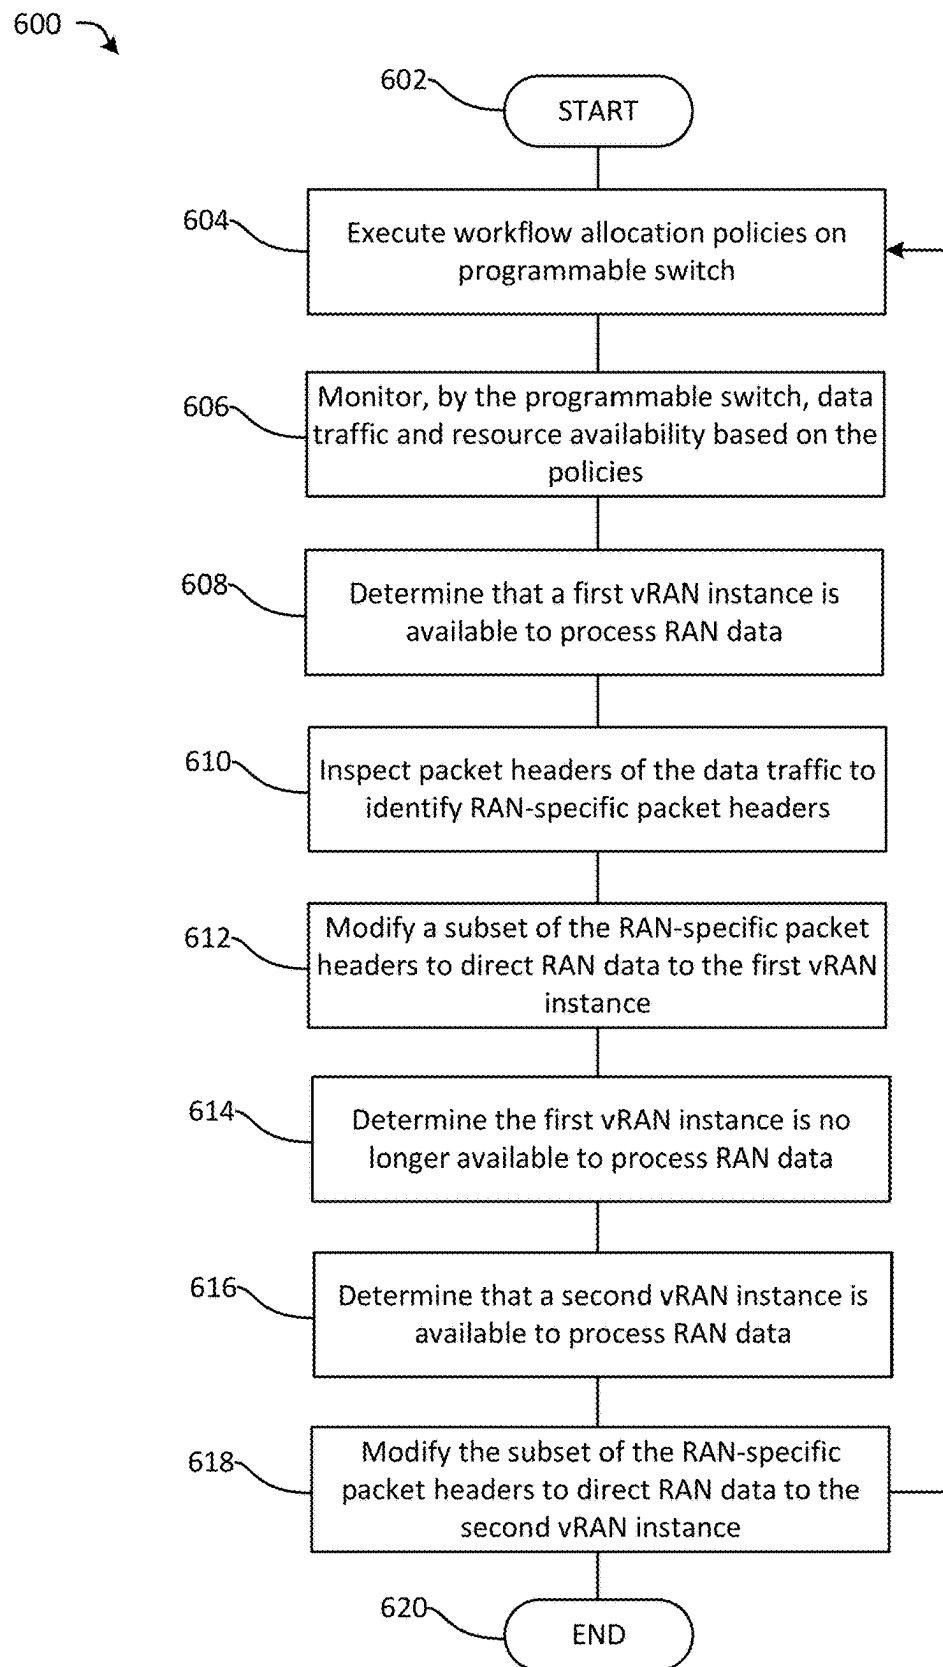 600
602
START
604
Execute workflow allocation policies on
programmable switch
606
Monitor, by the programmable switch, data
traffic and resource availability based on the
policies
608
Determine that a first vRAN instance is
available to process RAN data
610
Inspect packet headers of the data traffic to
identify RAN-specific packet headers
612
Modify a subset of the RAN-specific packet
headers to direct RAN data to the first vRAN
instance
614
Determine the first vRAN instance is no
longer available to process RAN data
616
Determine that a second vRAN instance is
available to process RAN data
618
Modify the subset of the RAN-specific
packet headers to direct RAN data to the
second vRAN instance
620
END